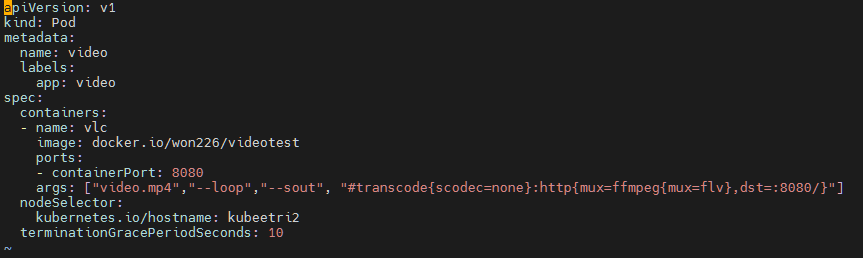 apiVersion: v1
kind: Pod
metadata:
  name: video
  labels:
    app: video
spec:
  containers:
  - name: vlc
    image: docker.io/won226/videotest
    ports:
    - containerPort: 8080
    args: ["video.mp4","--loop","--sout", "#transcode{scodec=none}:http{mux=ffmpeg{mux=flv},dst=:8080/}"]
  nodeSelector:
    kubernetes.io/hostname: kubeetri2
  terminationGracePeriodSeconds: 10
~